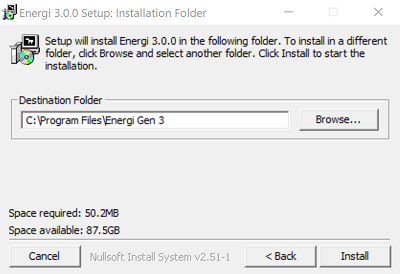 Energi 3.0.0 Setup: Installation Folder
Setup will install Energi 3.0.0 in the following folder. To install in a different
folder, click Browse and select another folder. Click Install to start the
installation.
Destination Folder
C:\Program Files\Energi Gen 3
Browse...
Space required: 50.2MB
Space available: 87.5GB
Cancel
Nullsoft Install System v2.51-1
< Back
Install